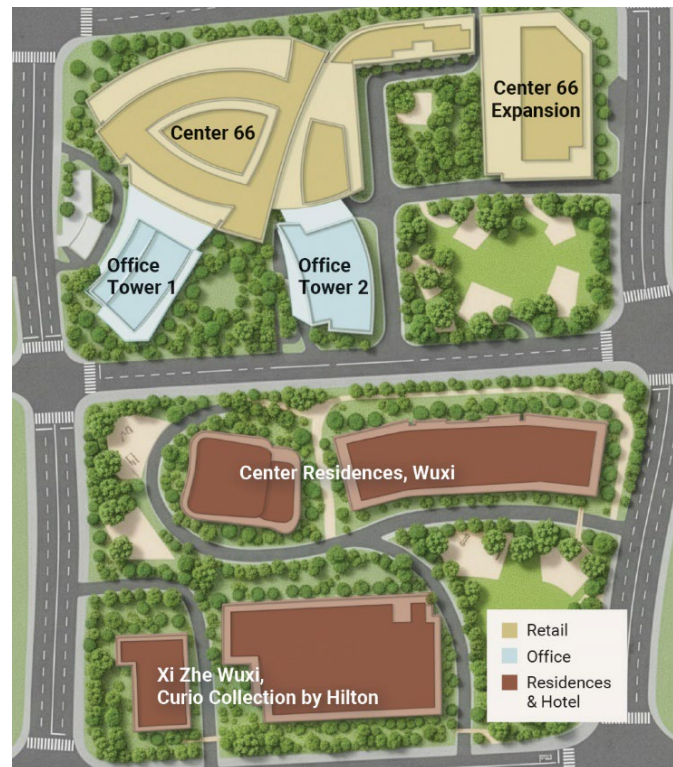 Center 66
Center 66
Expansion
Office
Tower 1
Office
Tower 2
Center Residences, Wuxi
Xi Zhe Wuxi,
Curio Collection by Hilton
Retail
Office
Residences
& Hotel